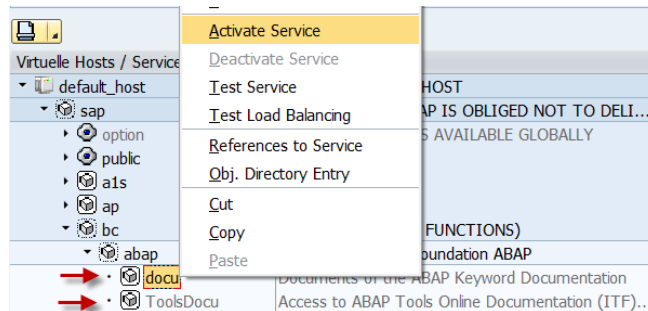 Activate Service
Virtuelle Hosts / Service
Deactivate Service
default_host
Test Service
HOST
sap
Test Load Balancing
AP IS OBLIGED NOT TO DELI...
option
S AVAILABLE GLOBALLY
public
References to Service
a1s
Obj. Directory Entry
ap
Cut
bc
Copy
FUNCTIONS)
abap
Paste
oundation ABAP
docu
Documents of the ABAP Keyword Documentation
ToolsDocu
Access to ABAP Tools Online Documentation (ITF)...